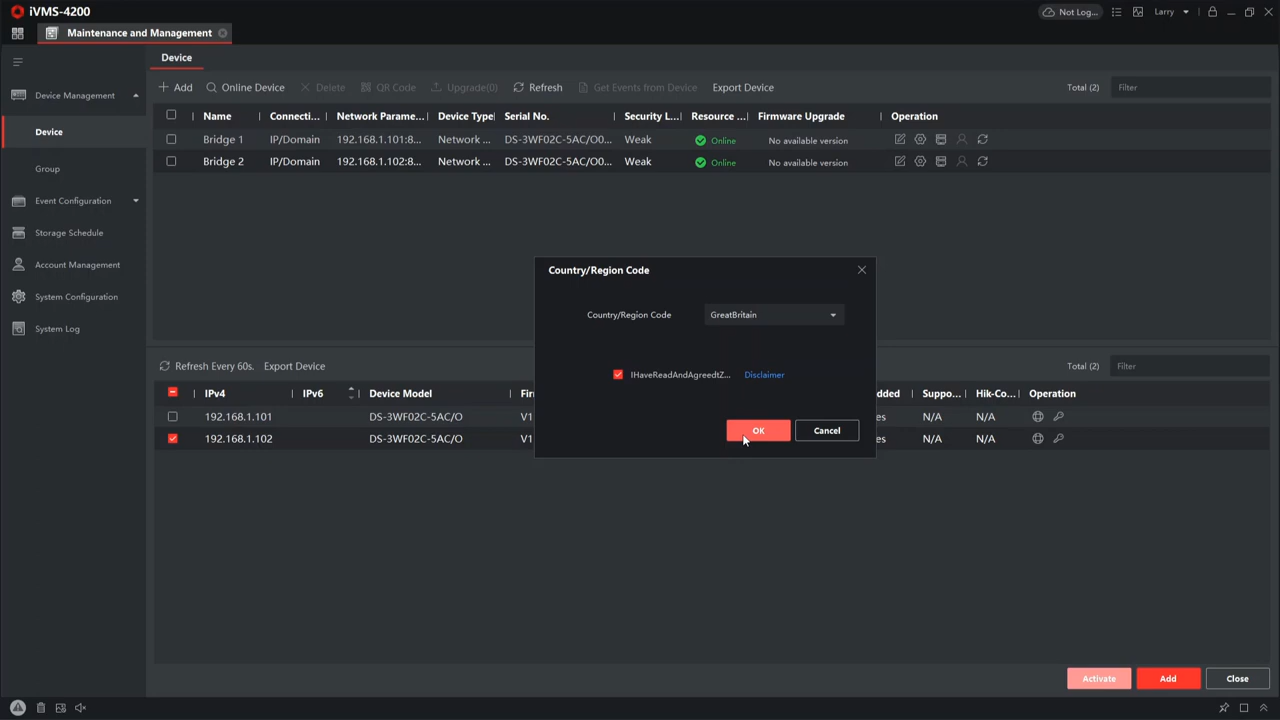 iVMS-4200
Not Log...
Larry
Maintenance and Management
Device
Device Management
Device
Group
Event Configuration
Storage Schedule
Account Management
System Configuration
System Log
Add Online Device Delete QR Code Upgrade(0) Refresh Get Events from Device Export Device Total (2) Filter
Name Connecti... Network Parame... Device Type Serial No. Security L... Resource ... Firmware Upgrade Operation
Bridge 1 IP/Domain 192.168.1.101:8... Network ... DS-3WF02C-5AC/O0... Weak Online No available version
Bridge 2 IP/Domain 192.168.1.102:8... Network ... DS-3WF02C-5AC/O0... Weak Online No available version
Country/Region Code
Country/Region Code GreatBritain
IHaveReadAndAgreedtZ... Disclaimer
OK Cancel
Refresh Every 60s. Export Device Total (2) Filter
IPv4 IPv6 Device Model Fir dded Suppo... Hik-Co... Operation
192.168.1.101 DS-3WF02C-5AC/O V1 es N/A N/A
192.168.1.102 DS-3WF02C-5AC/O V1 es N/A N/A
Activate Add Close